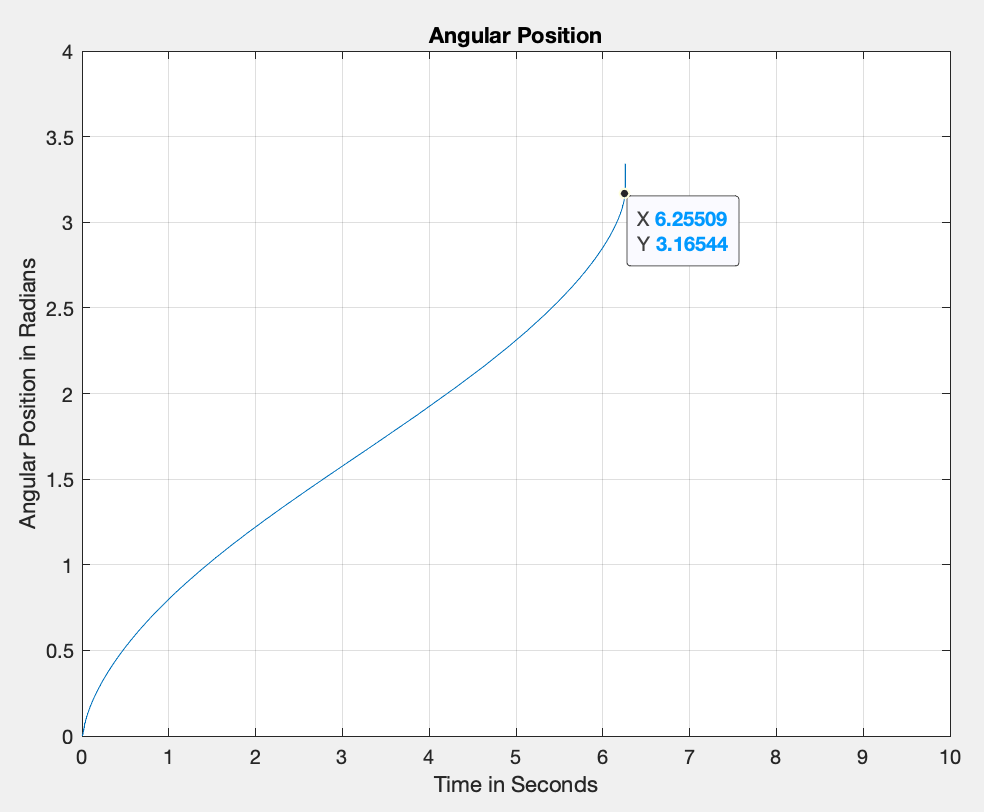 Angular Position
4
3.5
3
2.5
2
1.5
1
0.5
0
Angular Position in Radians
X 6.25509
Y 3.16544
0 1 2 3 4 5 6 7 8 9 10
Time in Seconds